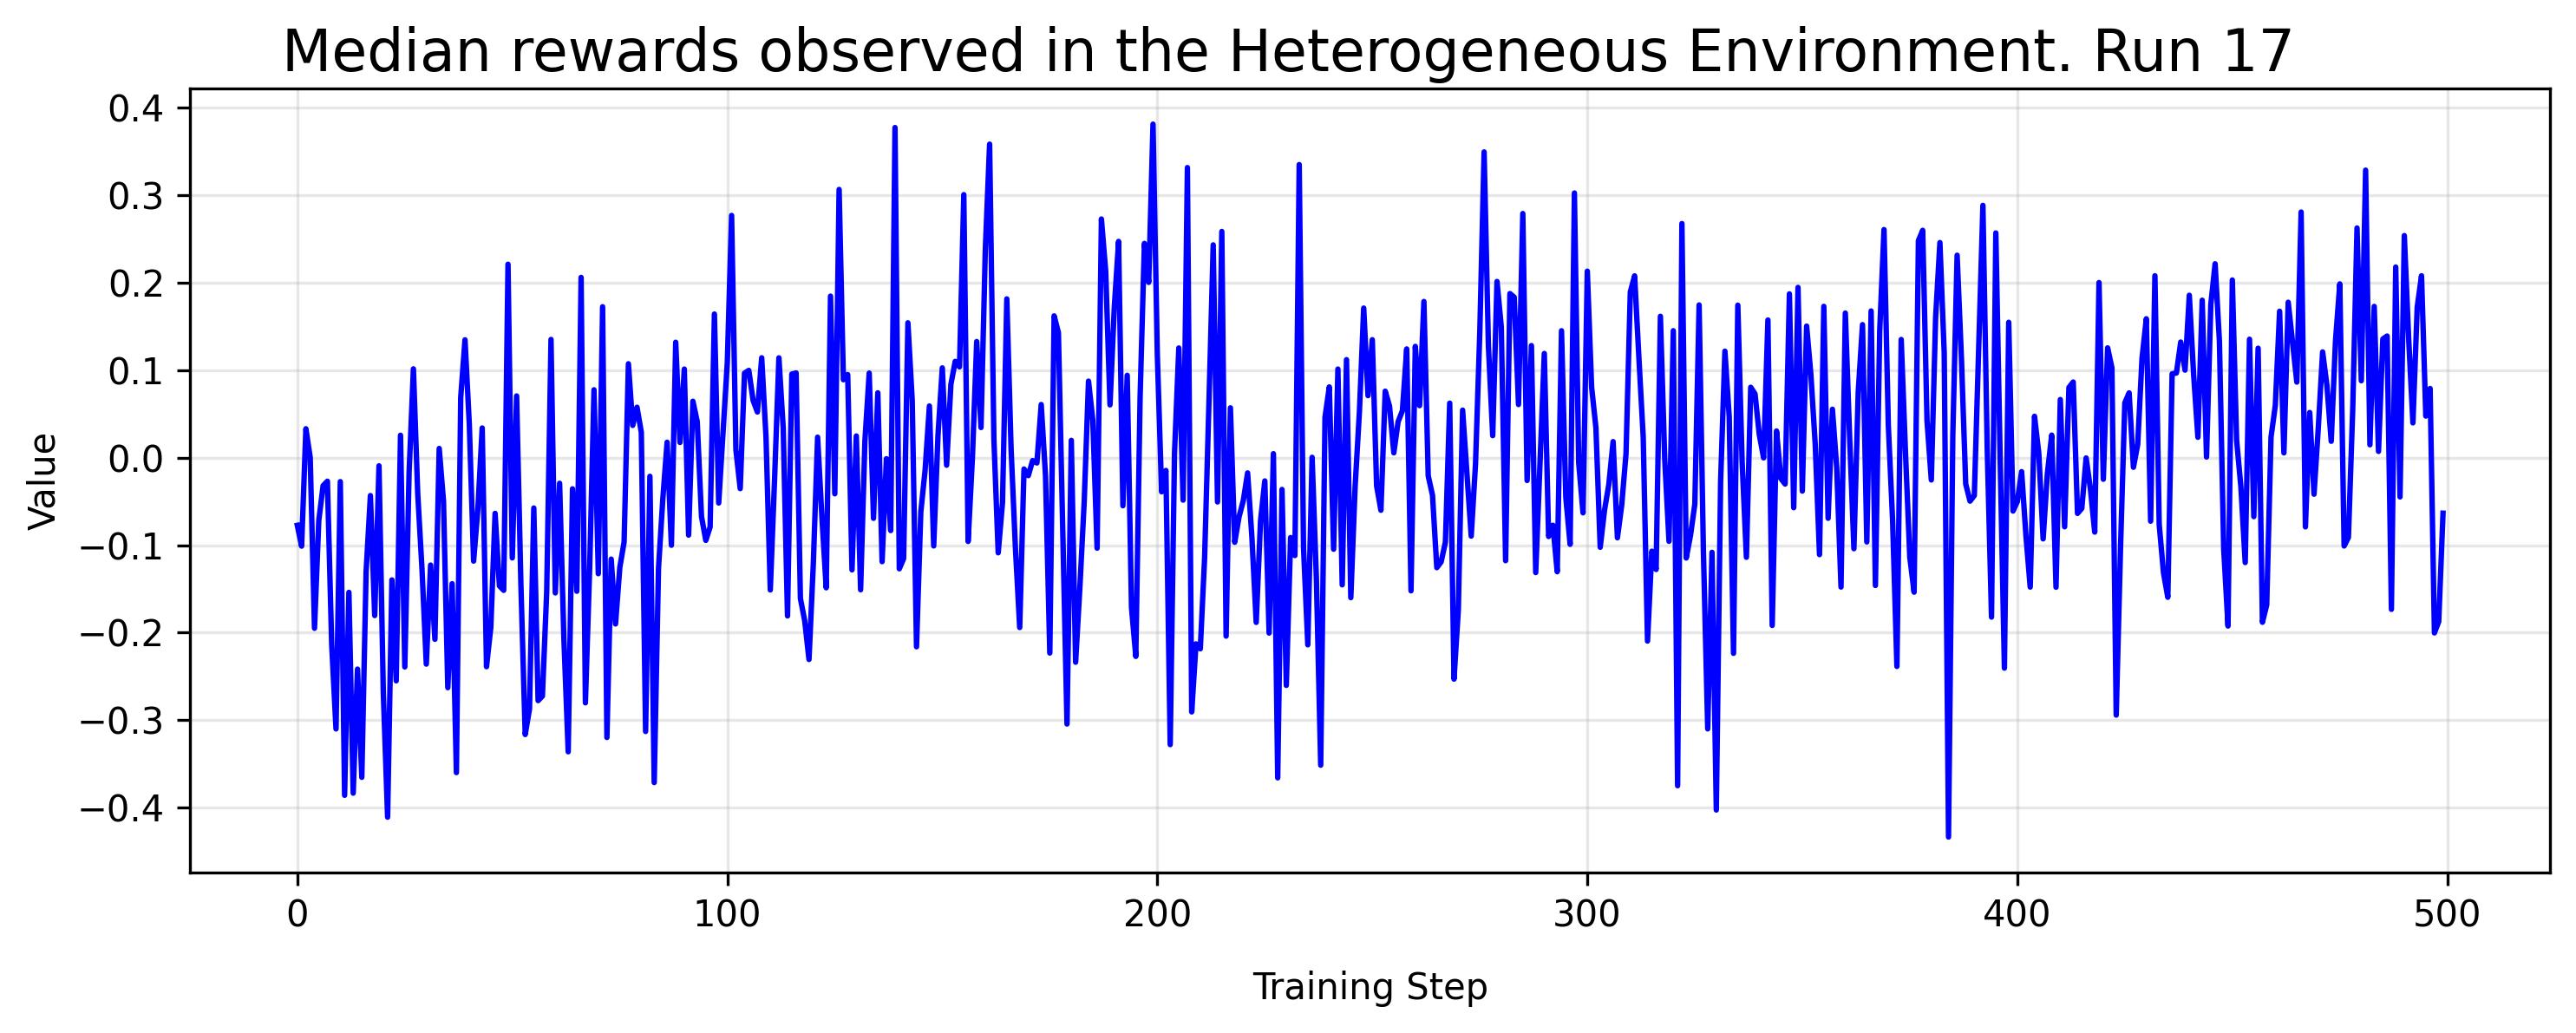 Median rewards observed in the Heterogeneous Environment. Run 17
0.4
0.3
0.2
0.1
0.0
−0.1
−0.2
−0.3
−0.4
Value
0 100 200 300 400 500
Training Step